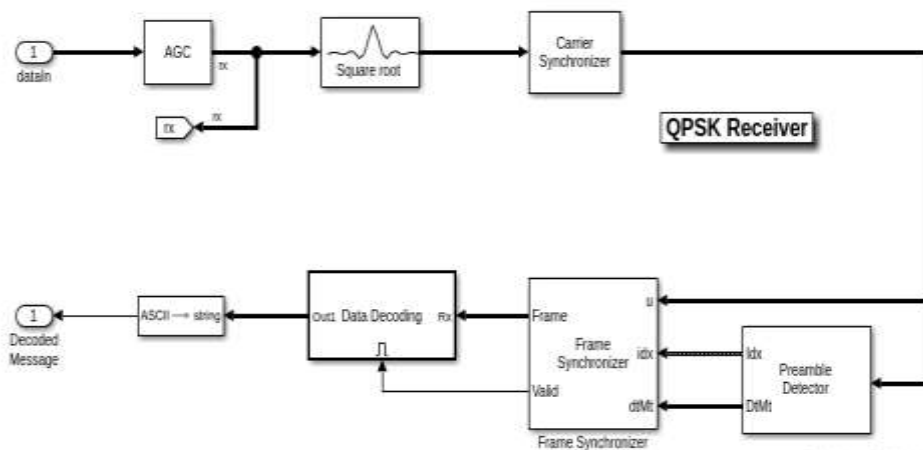 1
dataIn
AGC
rx
rx
rx
Square root
Carrier
Synchronizer
QPSK Receiver
1
Decoded
Message
ASCII → string
Out1 Data Decoding Rx
Frame
Valid
Frame
Synchronizer
u
idx
dtMt
Frame Synchronizer
Idx
DtMt
Preamble
Detector